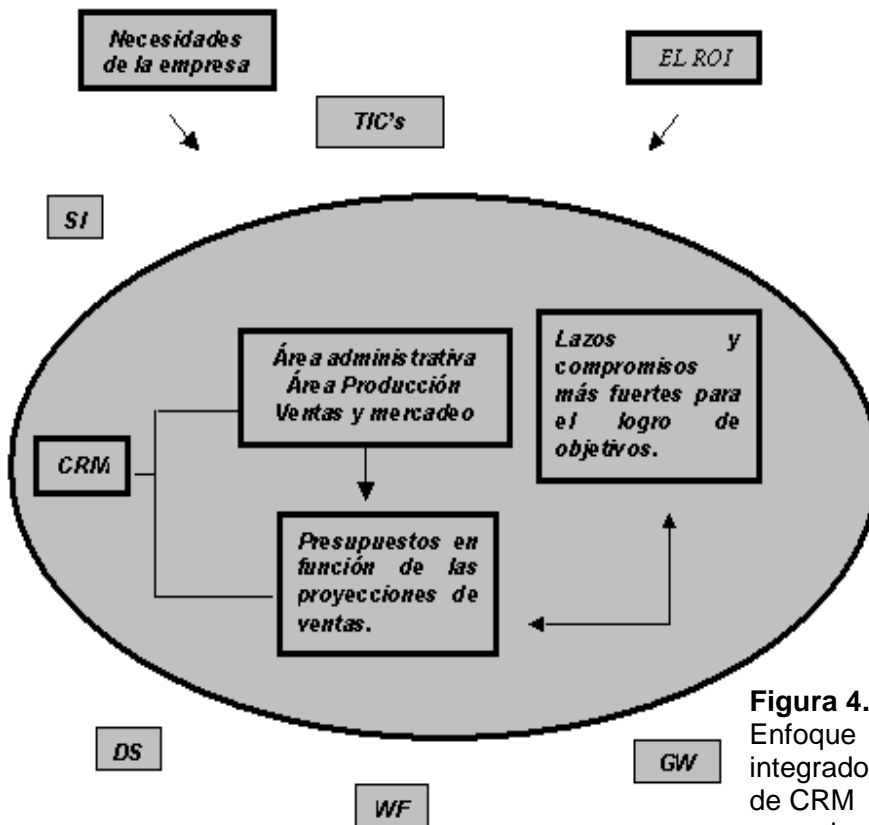 Necesidades
de la empresa
EL ROI
TIC's
SI
Área administrativa
Área Producción
Ventas y mercadeo
Lazos y
compromisos
más fuertes para
el logro de
objetivos.
CRM
Presupuestos en
función de las
proyecciones de
ventas.
DS
WF
GW
Figura 4.
Enfoque
integrado
de CRM